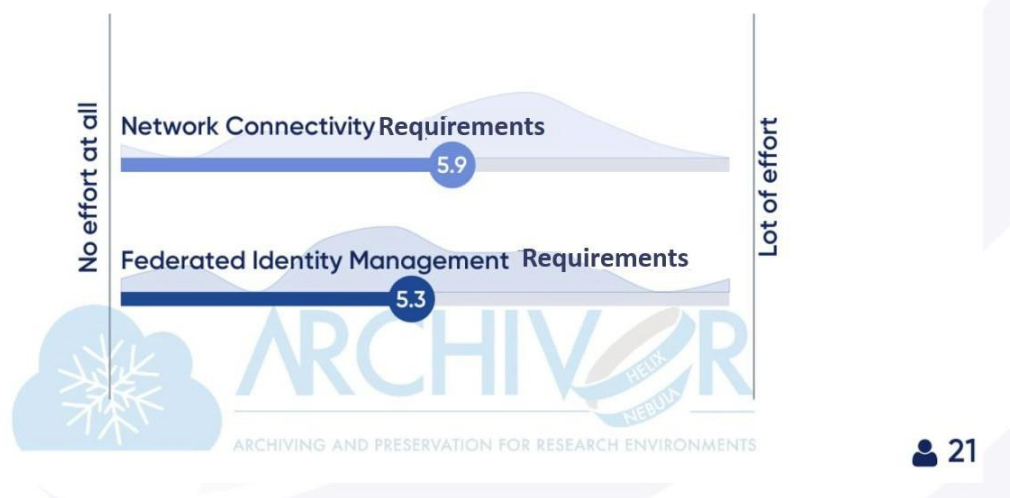 No effort at all
Network Connectivity Requirements
5.9
Federated Identity Management Requirements
5.3
Lot of effort
ARCHIVER
HELIX
NEBULA
ARCHIVING AND PRESERVATION FOR RESEARCH ENVIRONMENTS
21